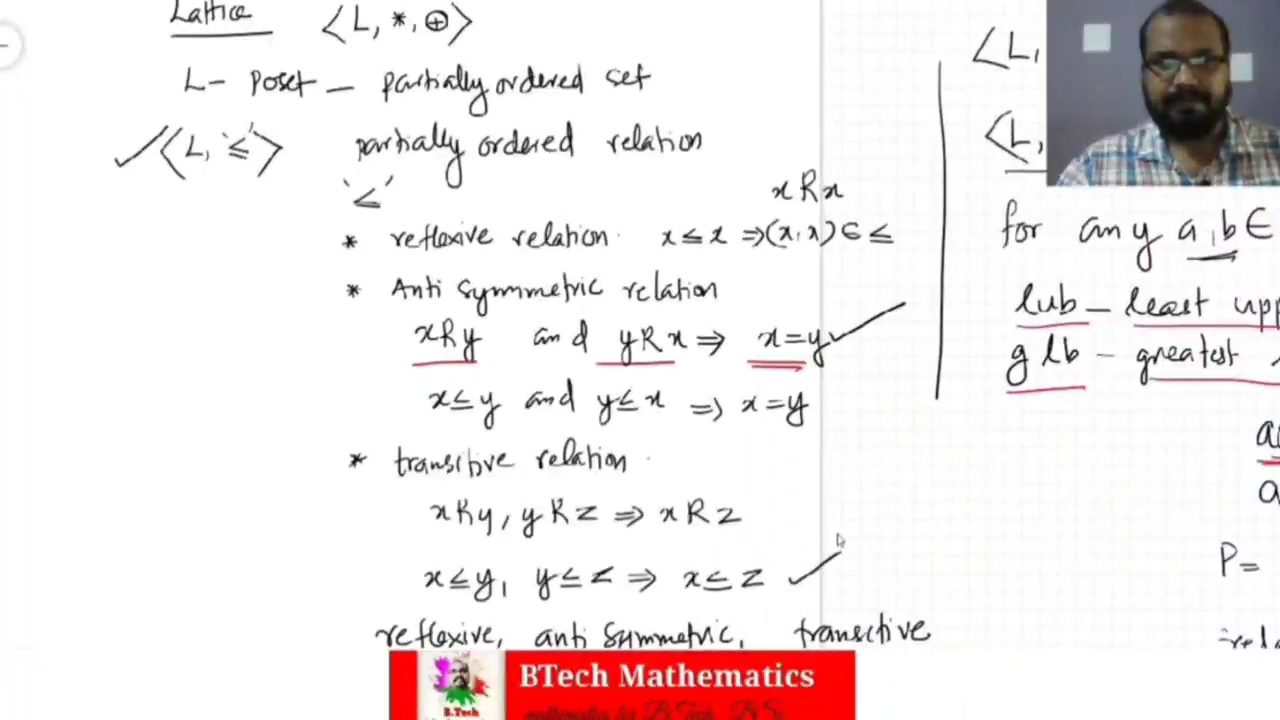 Lattice ⟨L, *, ⊕⟩
L - poset - partially ordered set
⟨L, '≤'⟩ partially ordered relation
'≤'
xRx
* reflexive relation. x ≤ x ⇒ (x, x) ∈ ≤
* Anti symmetric relation
xRy and yRx ⇒ x=y
x≤y and y≤x ⇒ x=y
* transitive relation
xRy, yRz ⇒ xRz
x≤y, y≤z ⇒ x≤z
reflexive, anti symmetric, transitive
⟨L,
⟨L,
for any a, b ∈
lub - least upp
glb - greatest
a
P=
BTech Mathematics
B.Tech